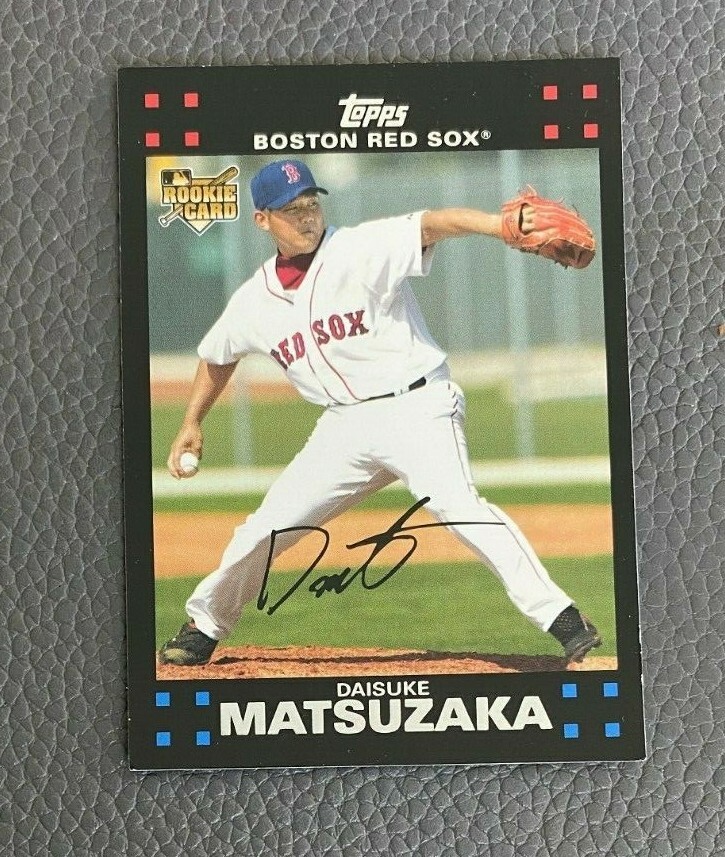 topps
BOSTON RED SOX®
ROOKIE
CARD
B
RED SOX
DAISUKE
MATSUZAKA